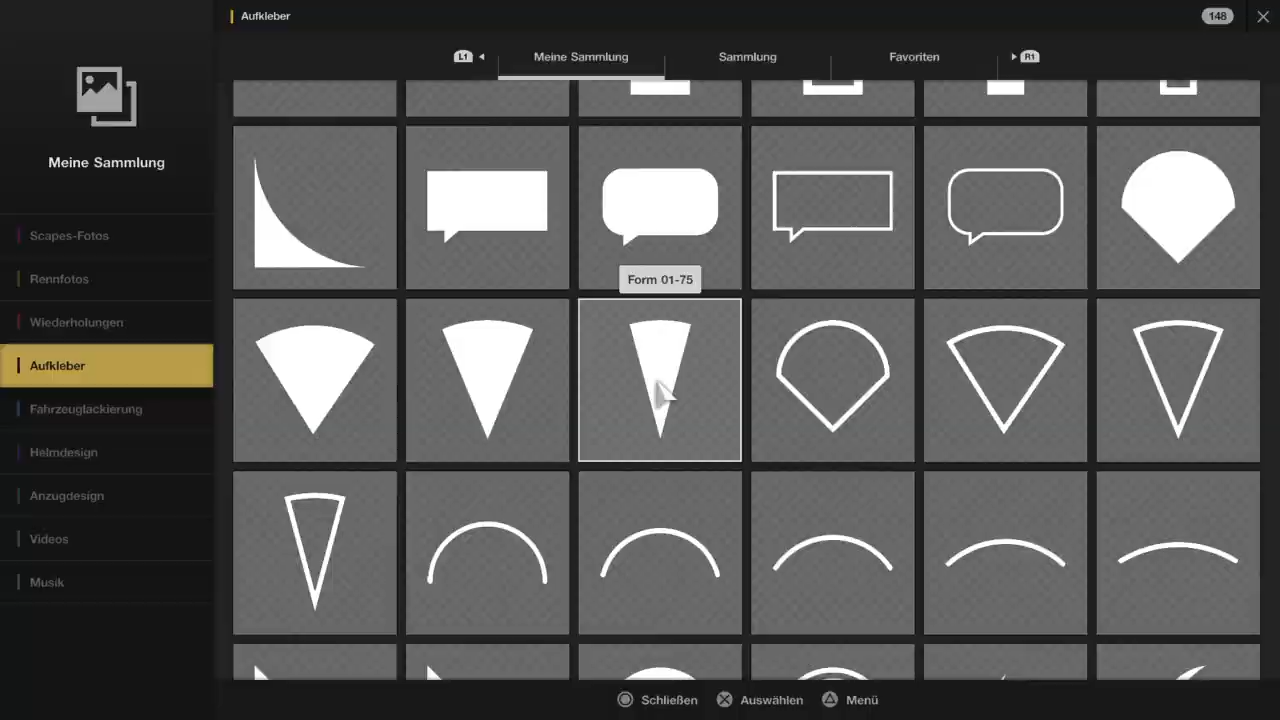 Aufkleber
148
L1
Meine Sammlung
Sammlung
Favoriten
R1
Meine Sammlung
Scapes-Fotos
Rennfotos
Wiedarholungen
Aufkleber
Fahrzeuglackierung
Helmdesign
Anzugdesign
Videos
Musik
Form 01-75
Schließen
Auswählen
Menü